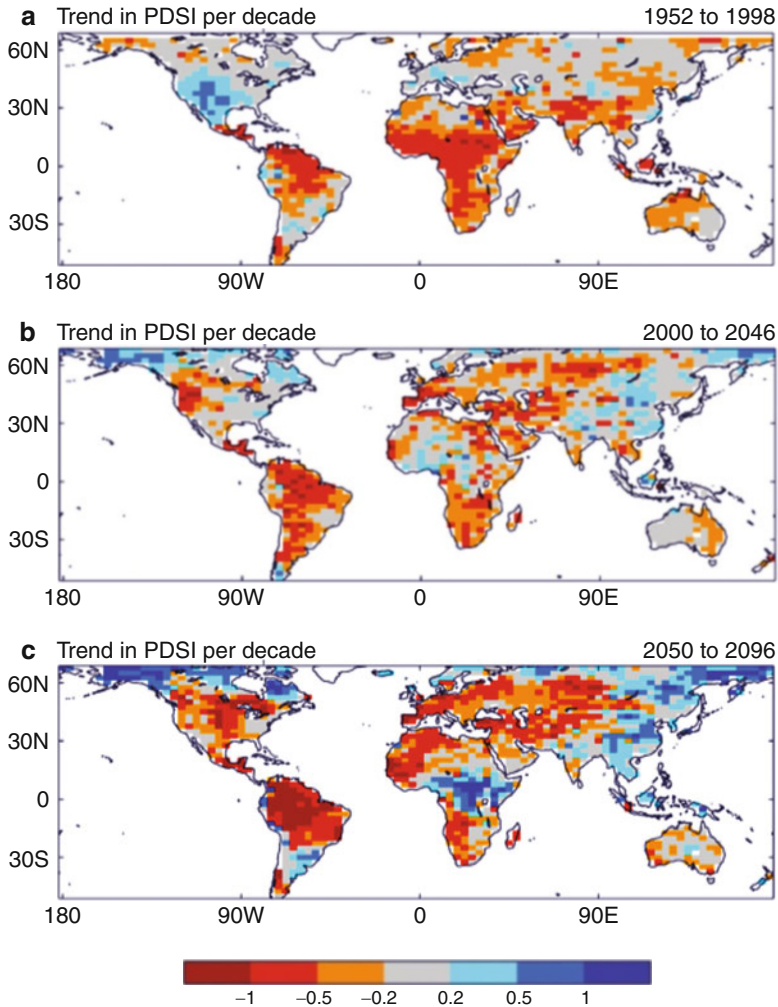 a Trend in PDSI per decade 1952 to 1998
60N
30N
0
30S
180 90W 0 90E
b Trend in PDSI per decade 2000 to 2046
60N
30N
0
30S
180 90W 0 90E
c Trend in PDSI per decade 2050 to 2096
60N
30N
0
30S
180 90W 0 90E
−1 −0.5 −0.2 0.2 0.5 1